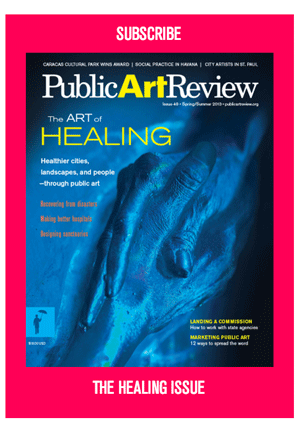 SUBSCRIBE
CARACAS CULTURAL PARK WINS AWARD | SOCIAL PRACTICE IN HAVANA | CITY ARTISTS IN ST. PAUL
PublicArtReview
Issue 48 • Spring/Summer 2013 • publicartreview.org
The ART of
HEALING
Healthier cities,
landscapes, and people
—through public art
Recovering from disasters
Making better hospitals
Designing sanctuaries
LANDING A COMMISSION
How to work with state agencies
MARKETING PUBLIC ART
12 ways to spread the word
THE HEALING ISSUE